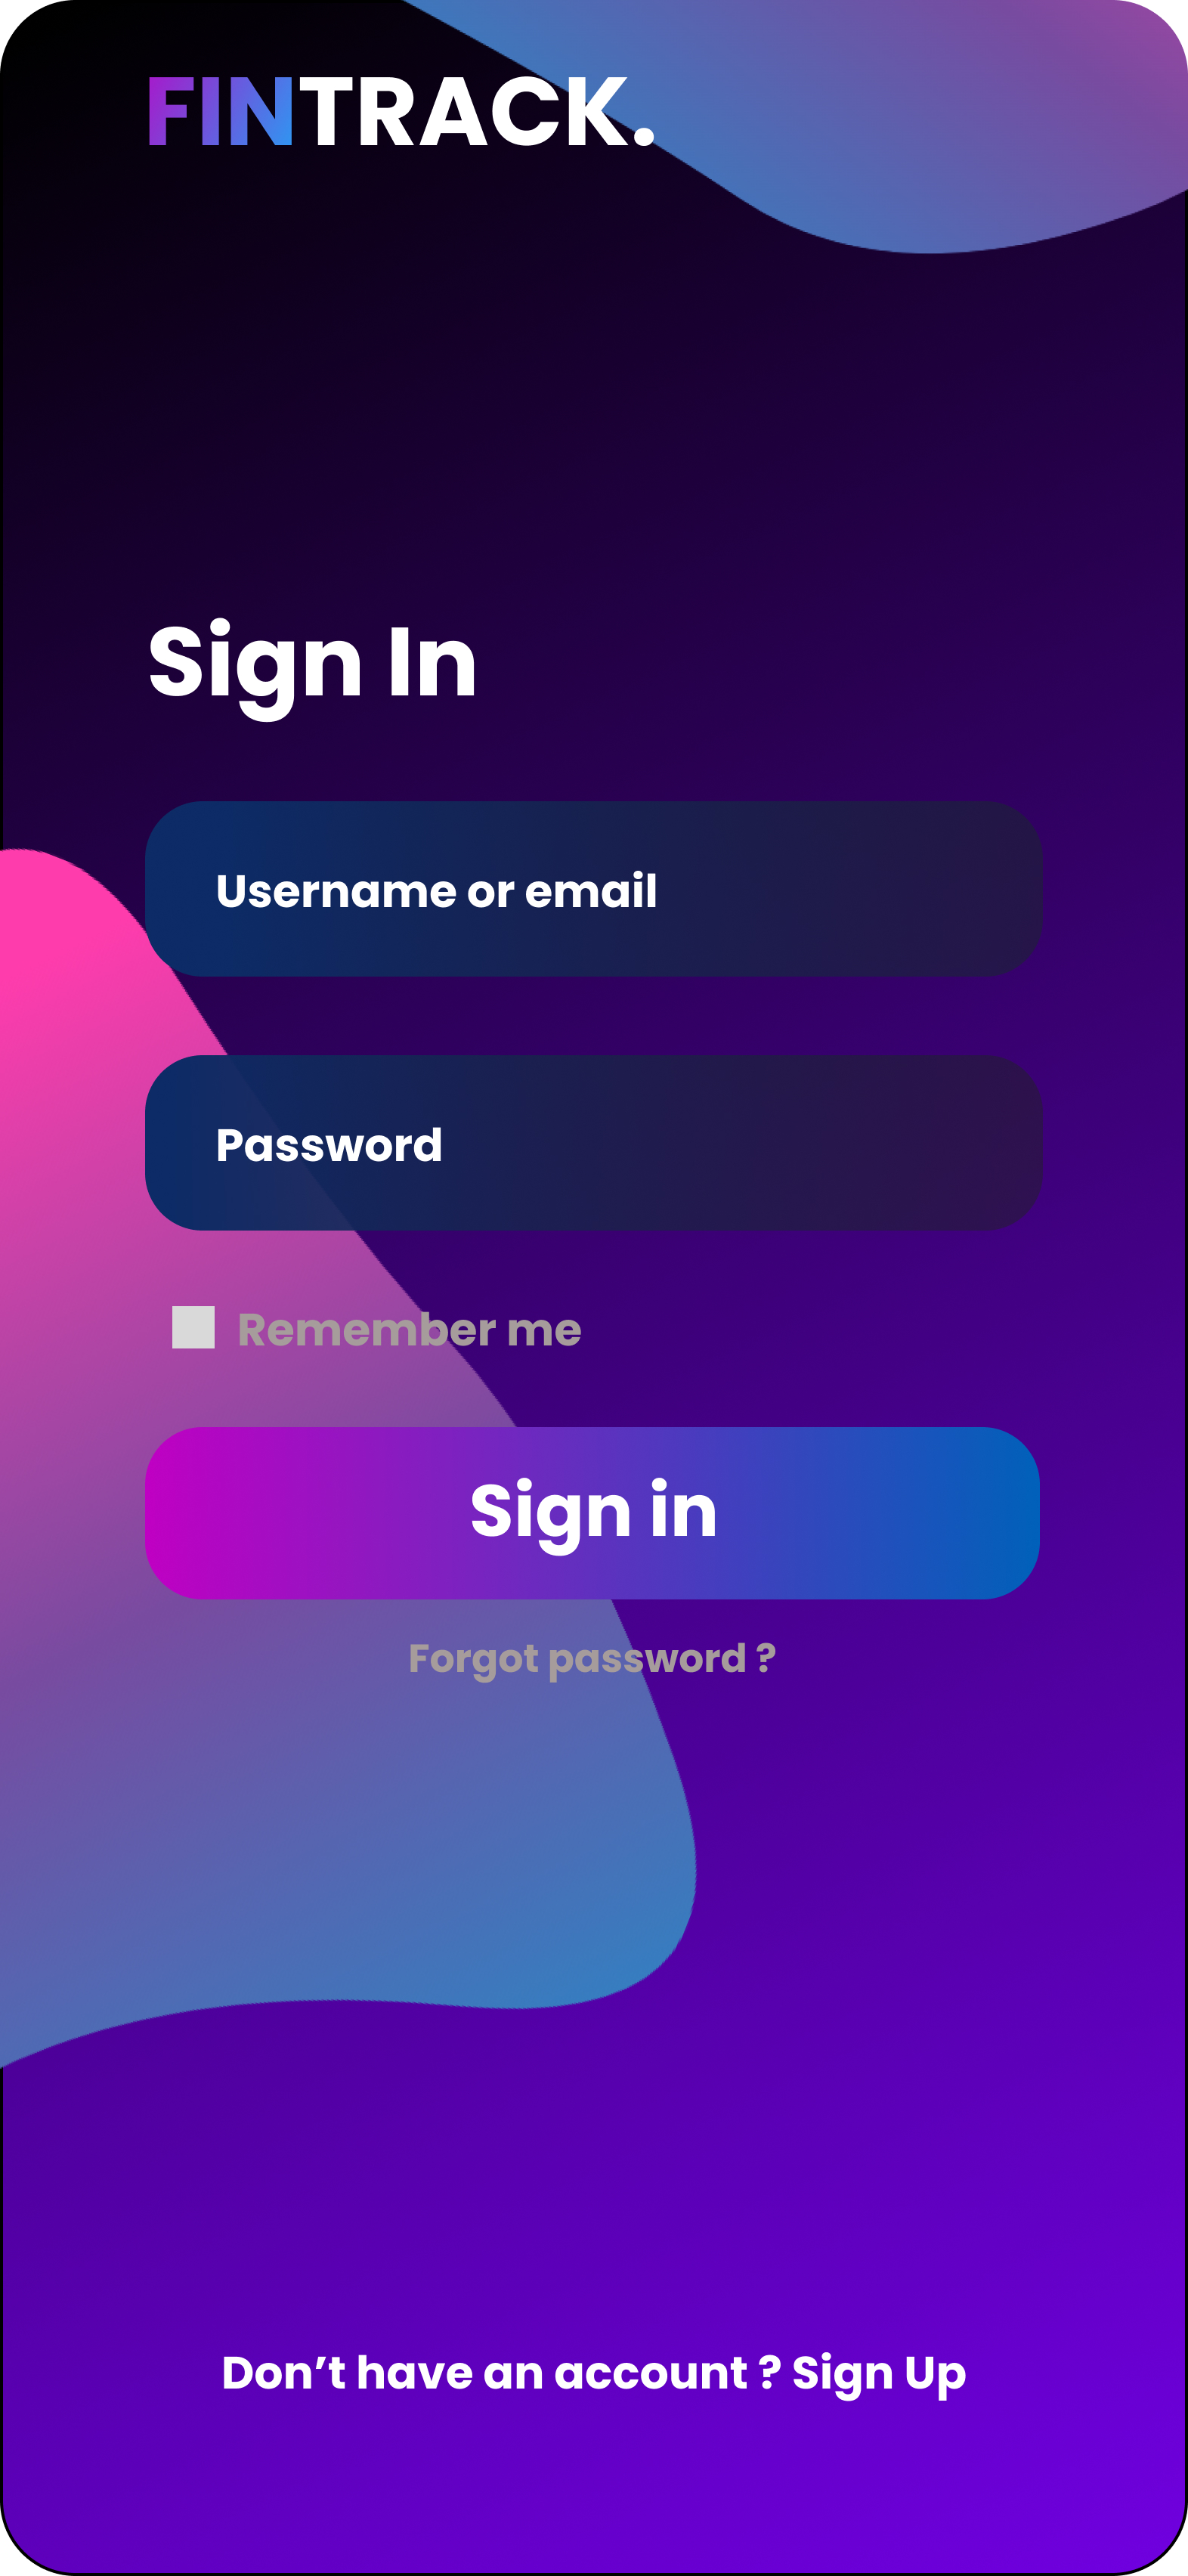 FINTRACK.
Sign In
Username or email
Password
Remember me
Sign in
Forgot password ?
Don’t have an account ? Sign Up